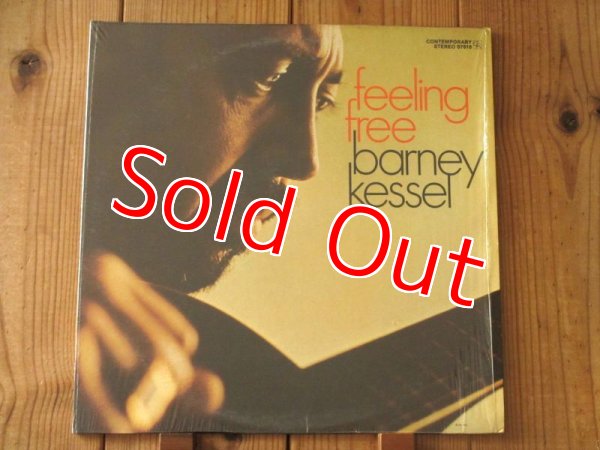 CONTEMPORARY
STEREO S7618
feeling
free
barney
kessel
Sold Out